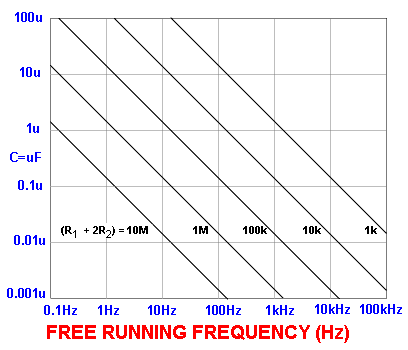 100u
10u
1u
C=uF
0.1u
(R1 + 2R2) = 10M 1M 100k 10k 1k
0.01u
0.001u
0.1Hz 1Hz 10Hz 100Hz 1kHz 10kHz 100kHz
FREE RUNNING FREQUENCY (Hz)